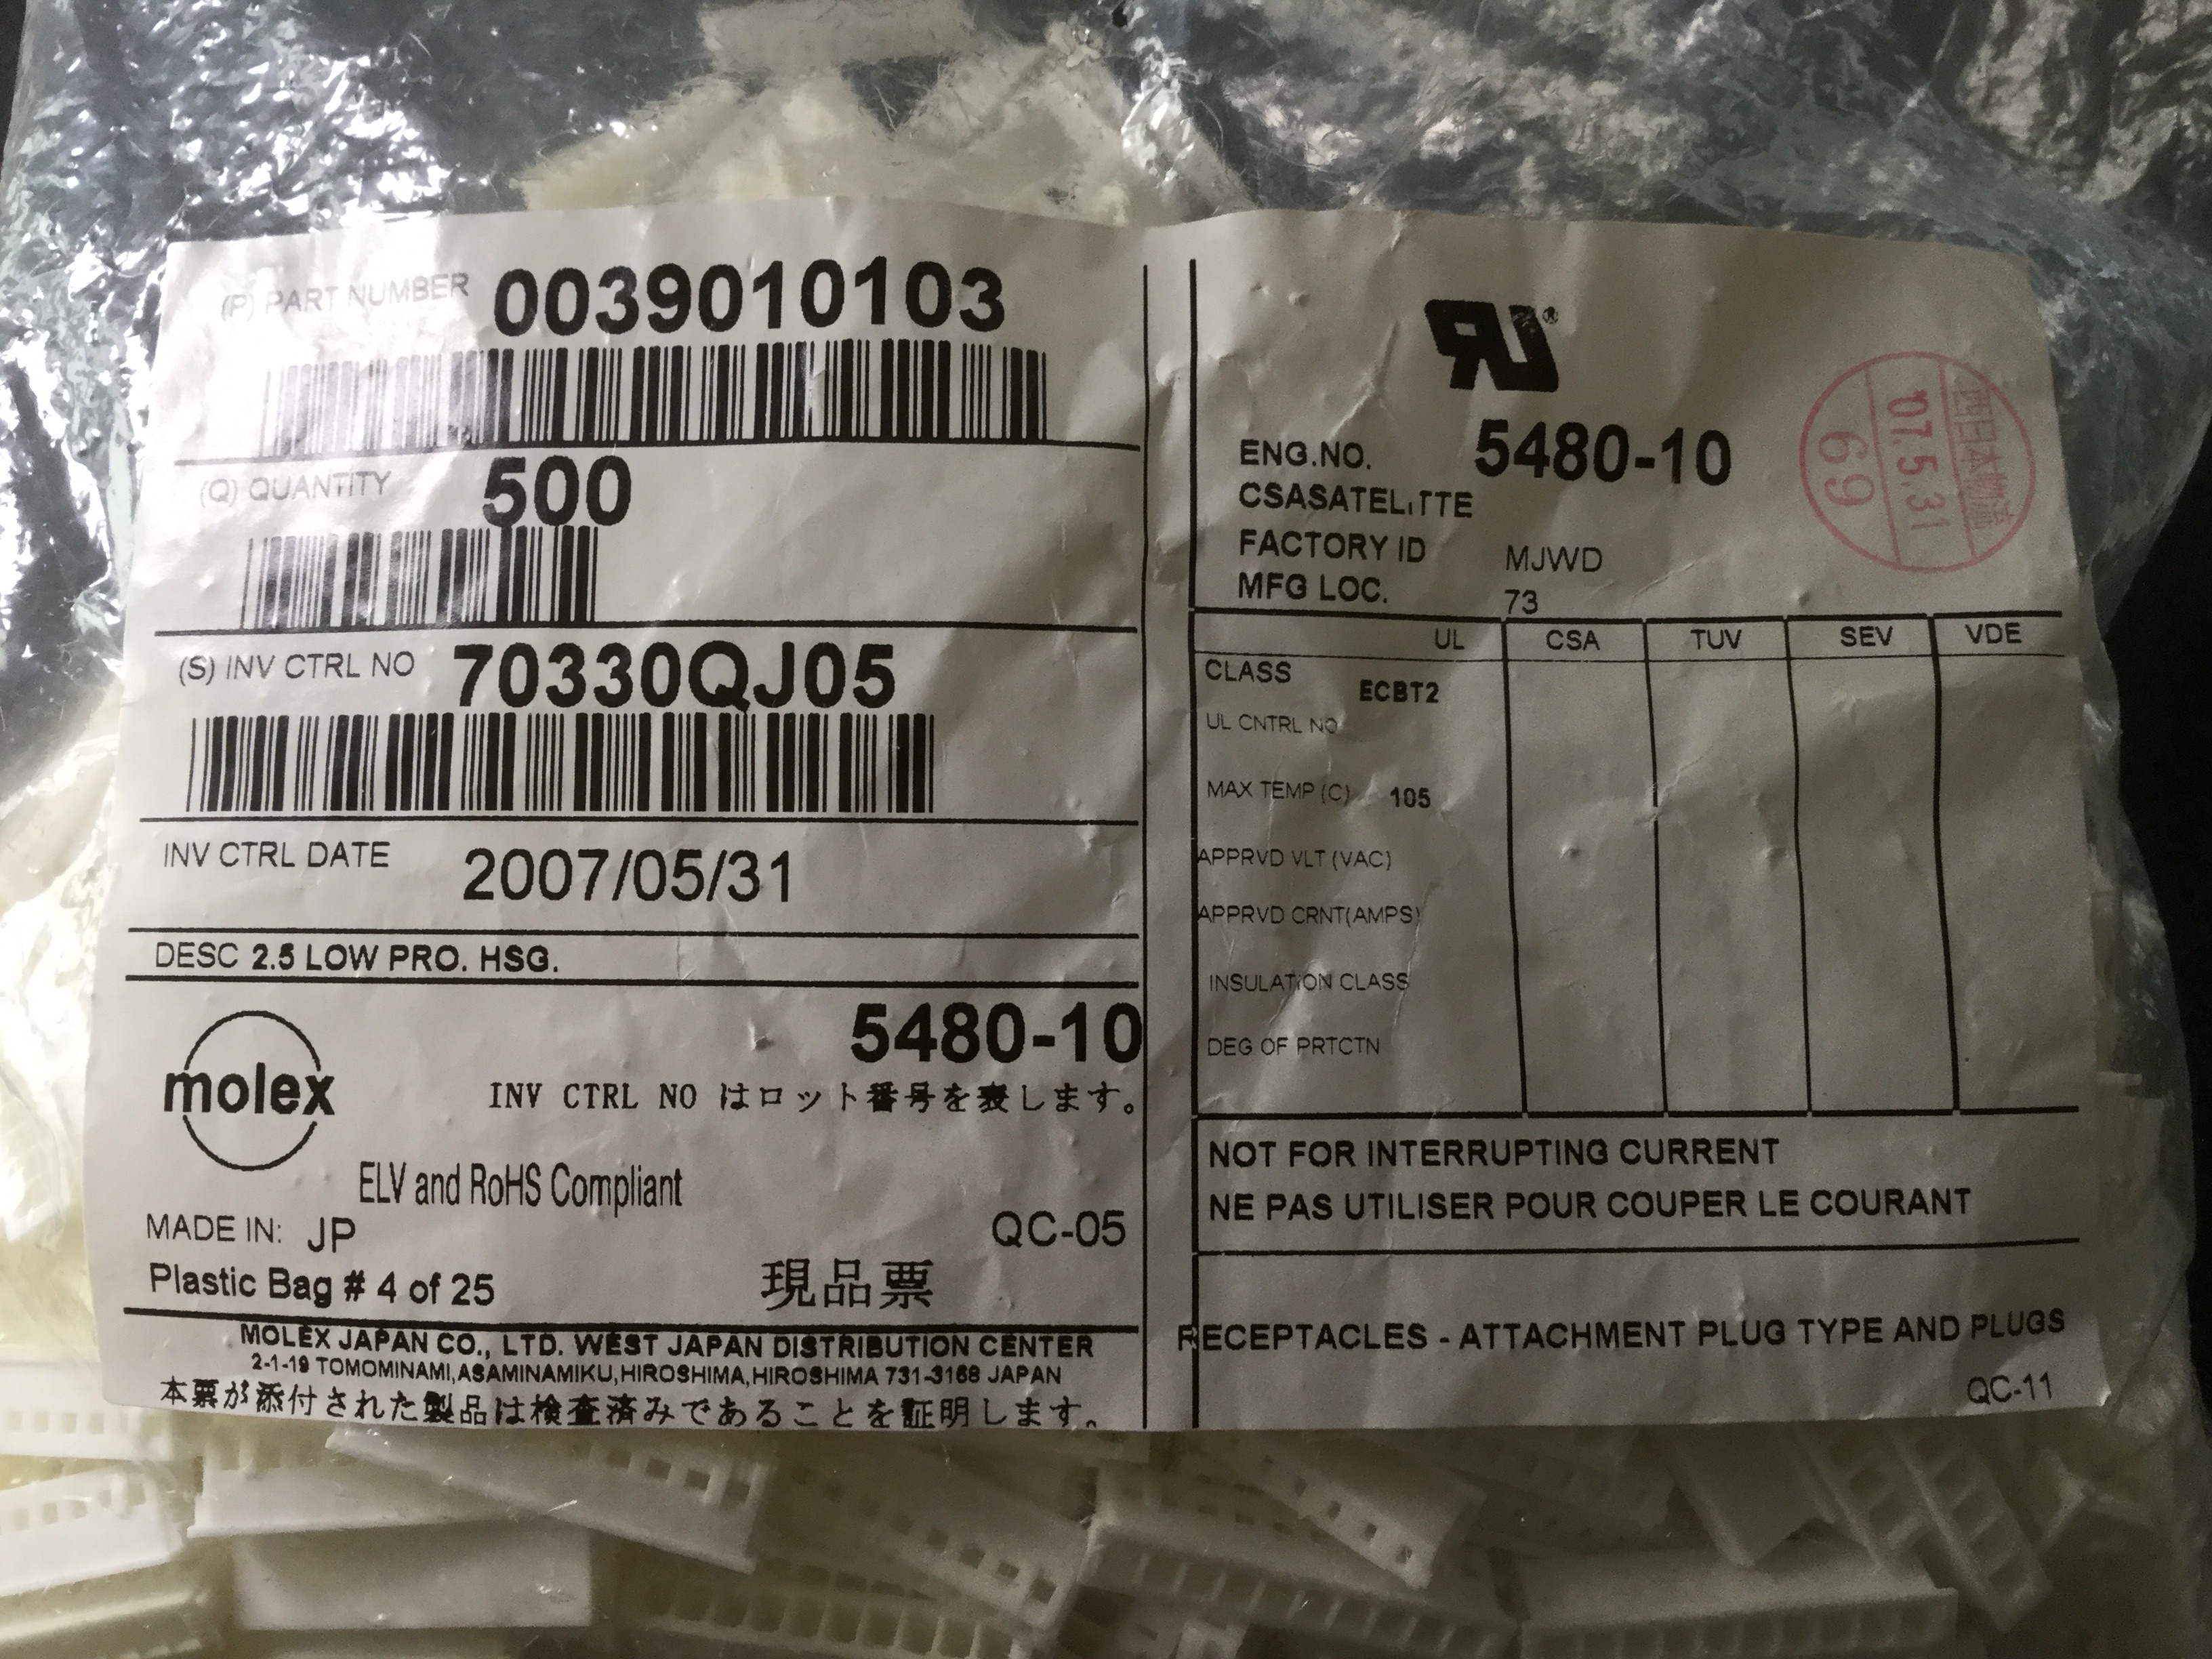 (P) PART NUMBER 0039010103
(Q) QUANTITY 500
(S) INV CTRL NO 70330QJ05
INV CTRL DATE 2007/05/31
DESC 2.5 LOW PRO. HSG.
5480-10
molex
INV CTRL NO はロット番号を表します。
ELV and RoHS Compliant
MADE IN: JP
QC-05
Plastic Bag # 4 of 25
現品票
MOLEX JAPAN CO., LTD. WEST JAPAN DISTRIBUTION CENTER
2-1-19 TOMOMINAMI,ASAMINAMIKU,HIROSHIMA,HIROSHIMA 731-3168 JAPAN
本票が添付された製品は検査済みであることを証明します。
RU®
ENG.NO. 5480-10
CSASATELITTE
FACTORY ID MJWD
MFG LOC. 73
西日本物流
'07.5.31
69
UL CSA TUV SEV VDE
CLASS ECBT2
UL CNTRL NO
MAX TEMP (C) 105
APPRVD VLT (VAC)
APPRVD CRNT(AMPS)
INSULATION CLASS
DEG OF PRTCTN
NOT FOR INTERRUPTING CURRENT
NE PAS UTILISER POUR COUPER LE COURANT
RECEPTACLES - ATTACHMENT PLUG TYPE AND PLUGS
QC-11